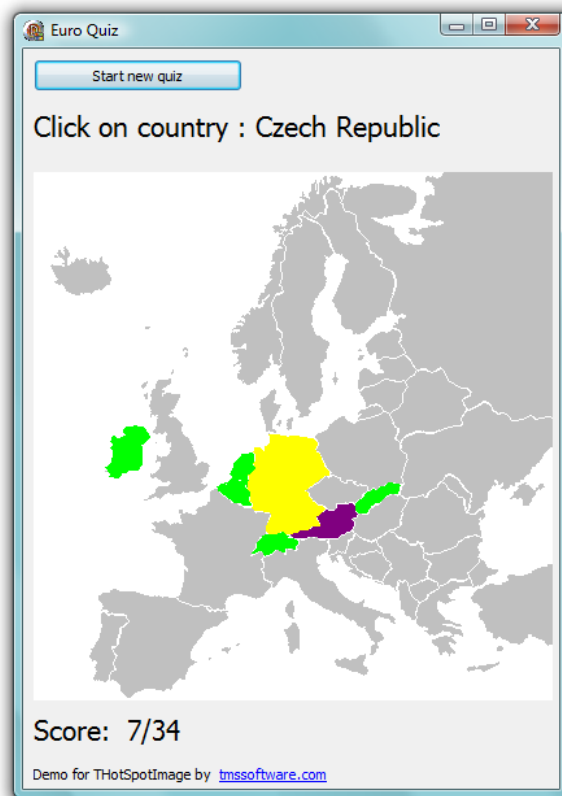 Euro Quiz
Start new quiz
Click on country : Czech Republic
Score: 7/34
Demo for THotSpotImage by tmssoftware.com